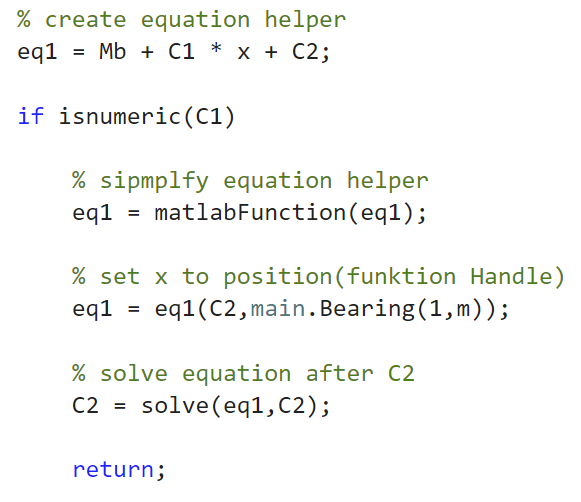 % create equation helper
eq1 = Mb + C1 * x + C2;
if isnumeric(C1)
% sipmplfy equation helper
eq1 = matlabFunction(eq1);
% set x to position(funktion Handle)
eq1 = eq1(C2,main.Bearing(1,m));
% solve equation after C2
C2 = solve(eq1,C2);
return;